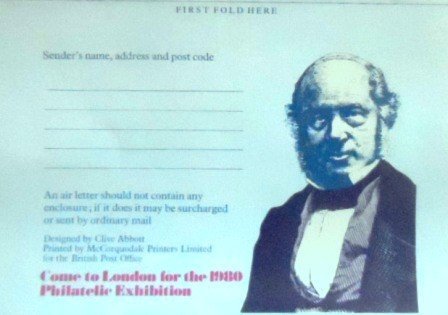 FIRST FOLD HERE
Sender's name, address and post code
An air letter should not contain any
enclosure; if it does it may be surcharged
or sent by ordinary mail
Designed by Clive Abbott
Printed by McCorquodale Printers Limited
for the British Post Office
Come to London for the 1980
Philatelic Exhibition